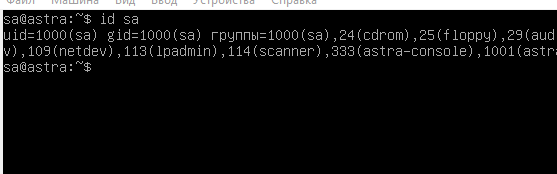 Файл Машина Вид Ввод Устройства Справка
sa@astra:~$ id sa
uid=1000(sa) gid=1000(sa) группы=1000(sa),24(cdrom),25(floppy),29(aud
v),109(netdev),113(lpadmin),114(scanner),333(astra-console),1001(astr
sa@astra:~$